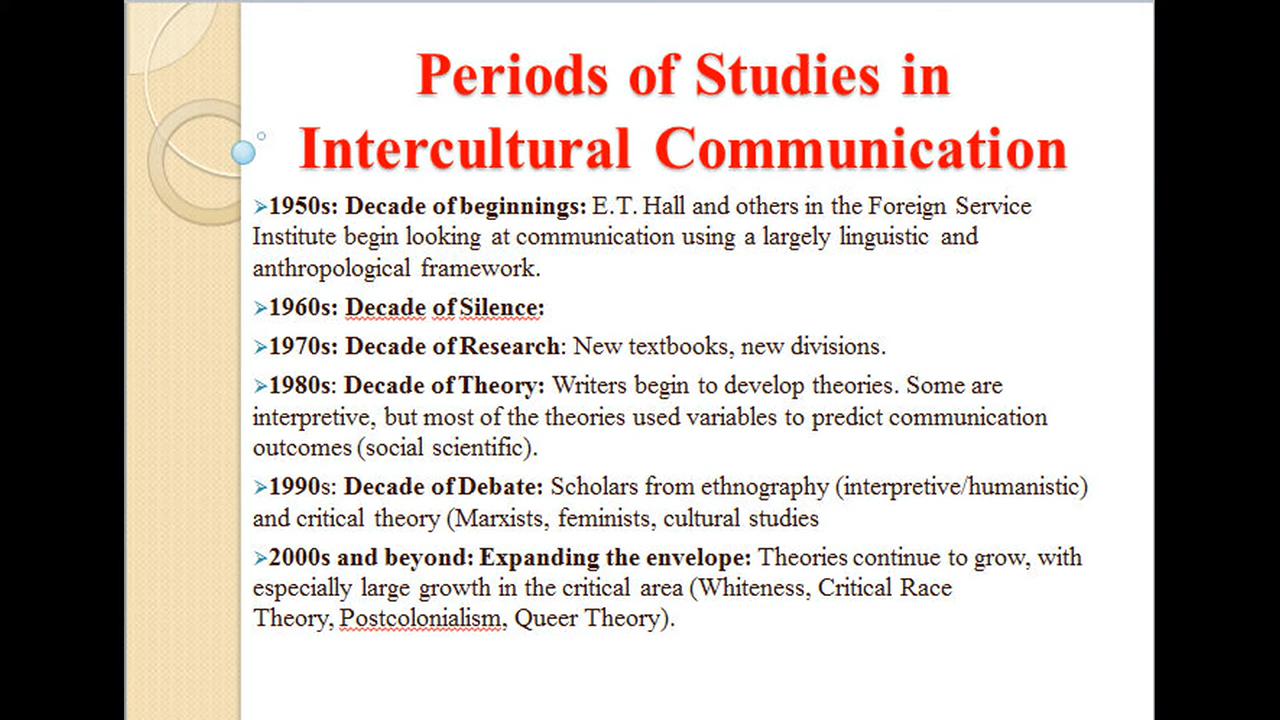 Periods of Studies in
Intercultural Communication
➢1950s: Decade of beginnings: E.T. Hall and others in the Foreign Service
Institute begin looking at communication using a largely linguistic and
anthropological framework.
➢1960s: Decade of Silence:
➢1970s: Decade of Research: New textbooks, new divisions.
➢1980s: Decade of Theory: Writers begin to develop theories. Some are
interpretive, but most of the theories used variables to predict communication
outcomes (social scientific).
➢1990s: Decade of Debate: Scholars from ethnography (interpretive/humanistic)
and critical theory (Marxists, feminists, cultural studies
➢2000s and beyond: Expanding the envelope: Theories continue to grow, with
especially large growth in the critical area (Whiteness, Critical Race
Theory, Postcolonialism, Queer Theory).